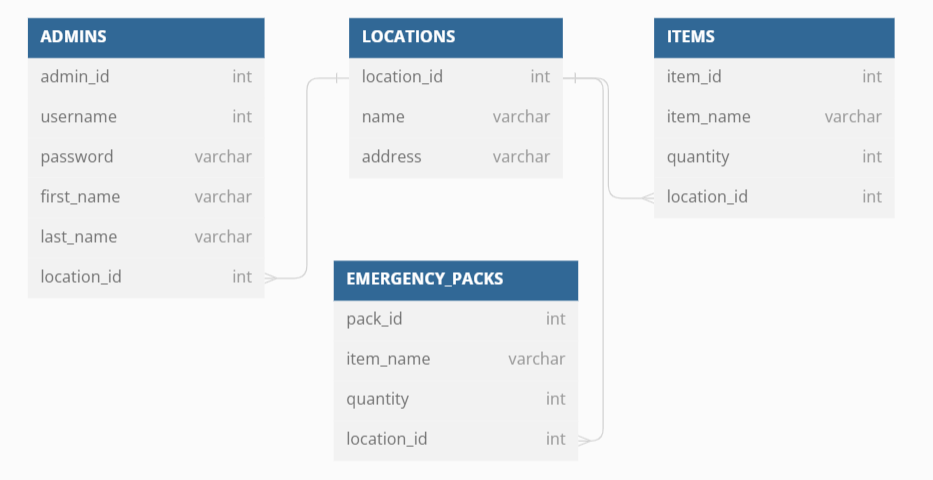 ADMINS
admin_id int
username int
password varchar
first_name varchar
last_name varchar
location_id int
LOCATIONS
location_id int
name varchar
address varchar
ITEMS
item_id int
item_name varchar
quantity int
location_id int
EMERGENCY_PACKS
pack_id int
item_name varchar
quantity int
location_id int